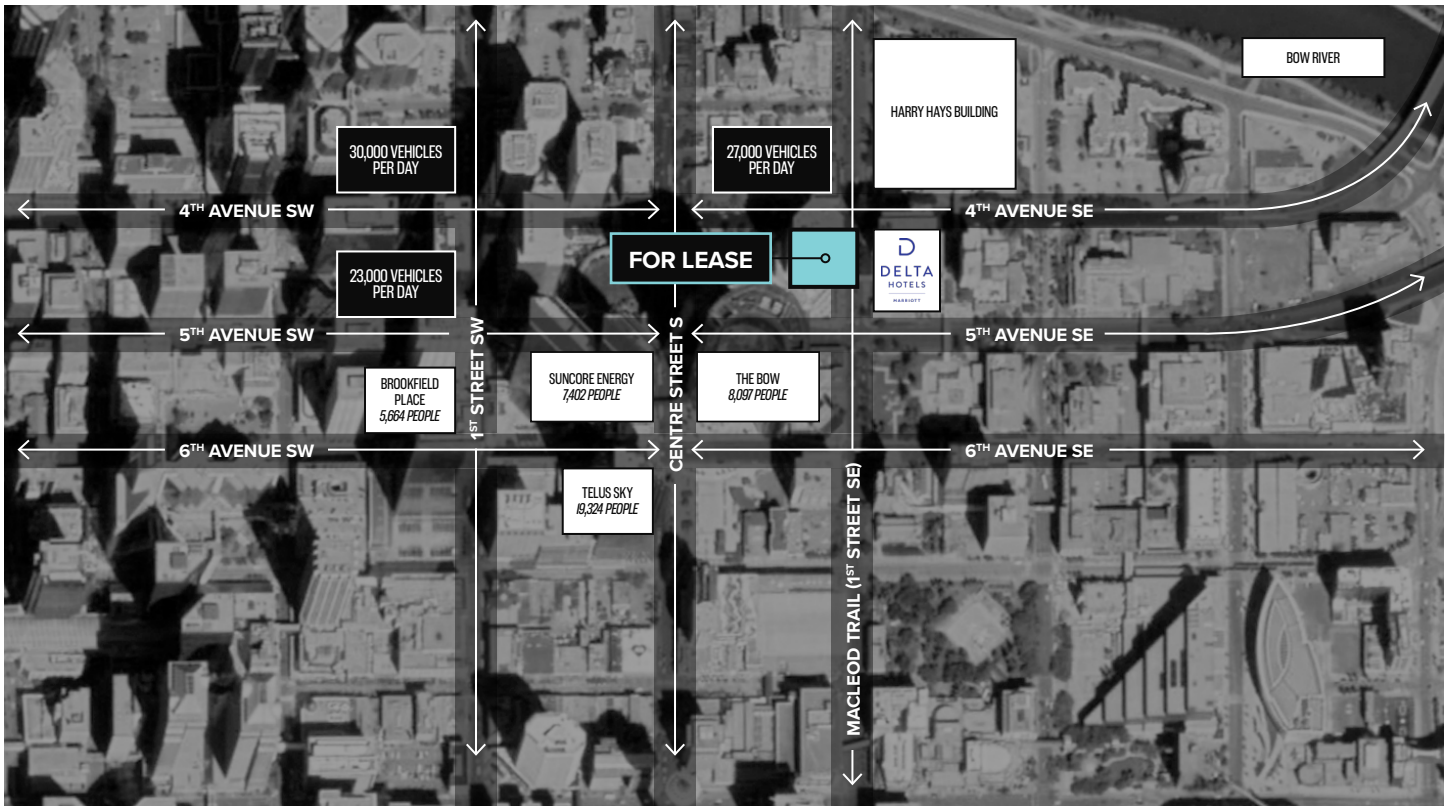 BOW RIVER
HARRY HAYS BUILDING
30,000 VEHICLES
PER DAY
27,000 VEHICLES
PER DAY
4TH AVENUE SW
4TH AVENUE SE
FOR LEASE
DELTA
HOTELS
MARRIOTT
23,000 VEHICLES
PER DAY
5TH AVENUE SW
5TH AVENUE SE
1ST STREET SW
CENTRE STREET S
BROOKFIELD
PLACE
5,664 PEOPLE
SUNCORE ENERGY
7,402 PEOPLE
THE BOW
8,097 PEOPLE
6TH AVENUE SW
6TH AVENUE SE
TELUS SKY
19,324 PEOPLE
MACLEOD TRAIL (1ST STREET SE)